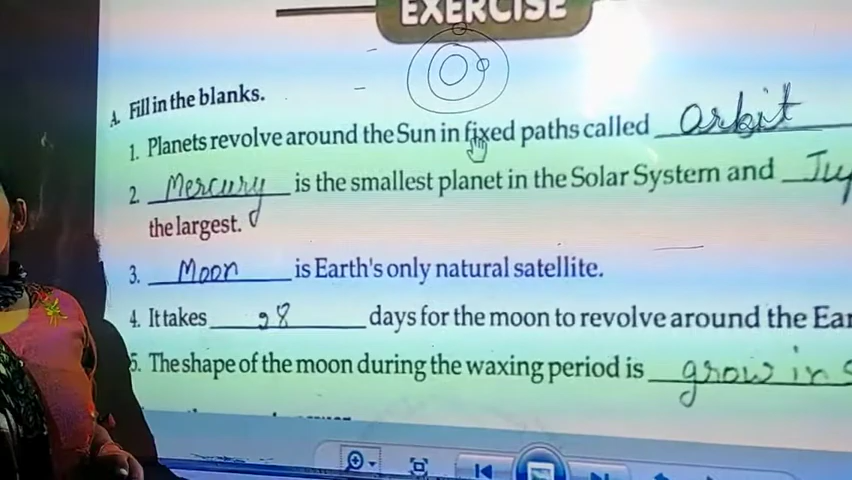 EXERCISE
A. Fill in the blanks.
1. Planets revolve around the Sun in fixed paths called orbit
2. Mercury is the smallest planet in the Solar System and Jup
the largest.
3. Moon is Earth's only natural satellite.
4. It takes 28 days for the moon to revolve around the Ear
5. The shape of the moon during the waxing period is growing